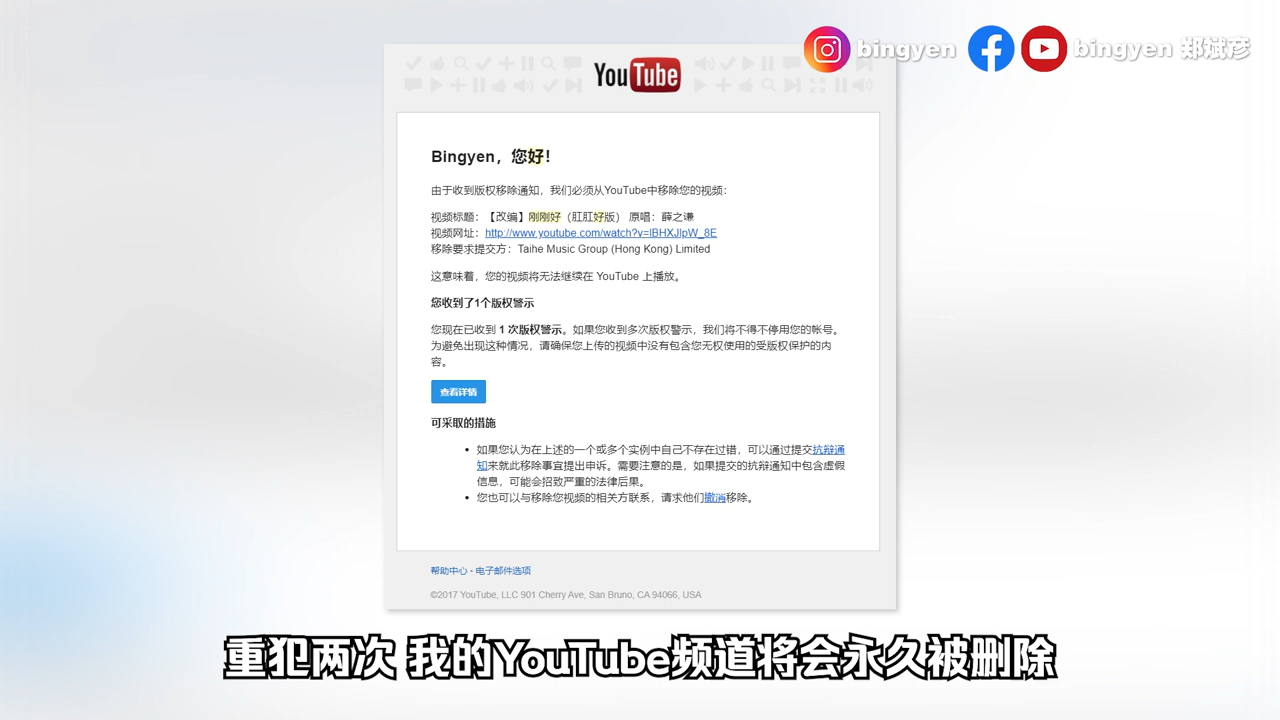 bingyen
bingyen 郑斌彦
YouTube
Bingyen，您好！
由于收到版权移除通知，我们必须从YouTube中移除您的视频：
视频标题：【改编】刚刚好（肛肛好版） 原唱：薛之谦
视频网址：http://www.youtube.com/watch?v=lBHXJlpW_8E
移除要求提交方：Taihe Music Group (Hong Kong) Limited
这意味着，您的视频将无法继续在 YouTube 上播放。
您收到了1个版权警示
您现在已收到 1 次版权警示。如果您收到多次版权警示，我们将不得不停用您的帐号。
为避免出现这种情况，请确保您上传的视频中没有包含您无权使用的受版权保护的内
容。
查看详情
可采取的措施
• 如果您认为在上述的一个或多个实例中自己不存在过错，可以通过提交抗辩通
知来就此移除事宜提出申诉。需要注意的是，如果提交的抗辩通知中包含虚假
信息，可能会招致严重的法律后果。
• 您也可以与移除您视频的相关方联系，请求他们撤消移除。
帮助中心 • 电子邮件选项
©2017 YouTube, LLC 901 Cherry Ave, San Bruno, CA 94066, USA
重犯两次 我的YouTube频道将会永久被删除